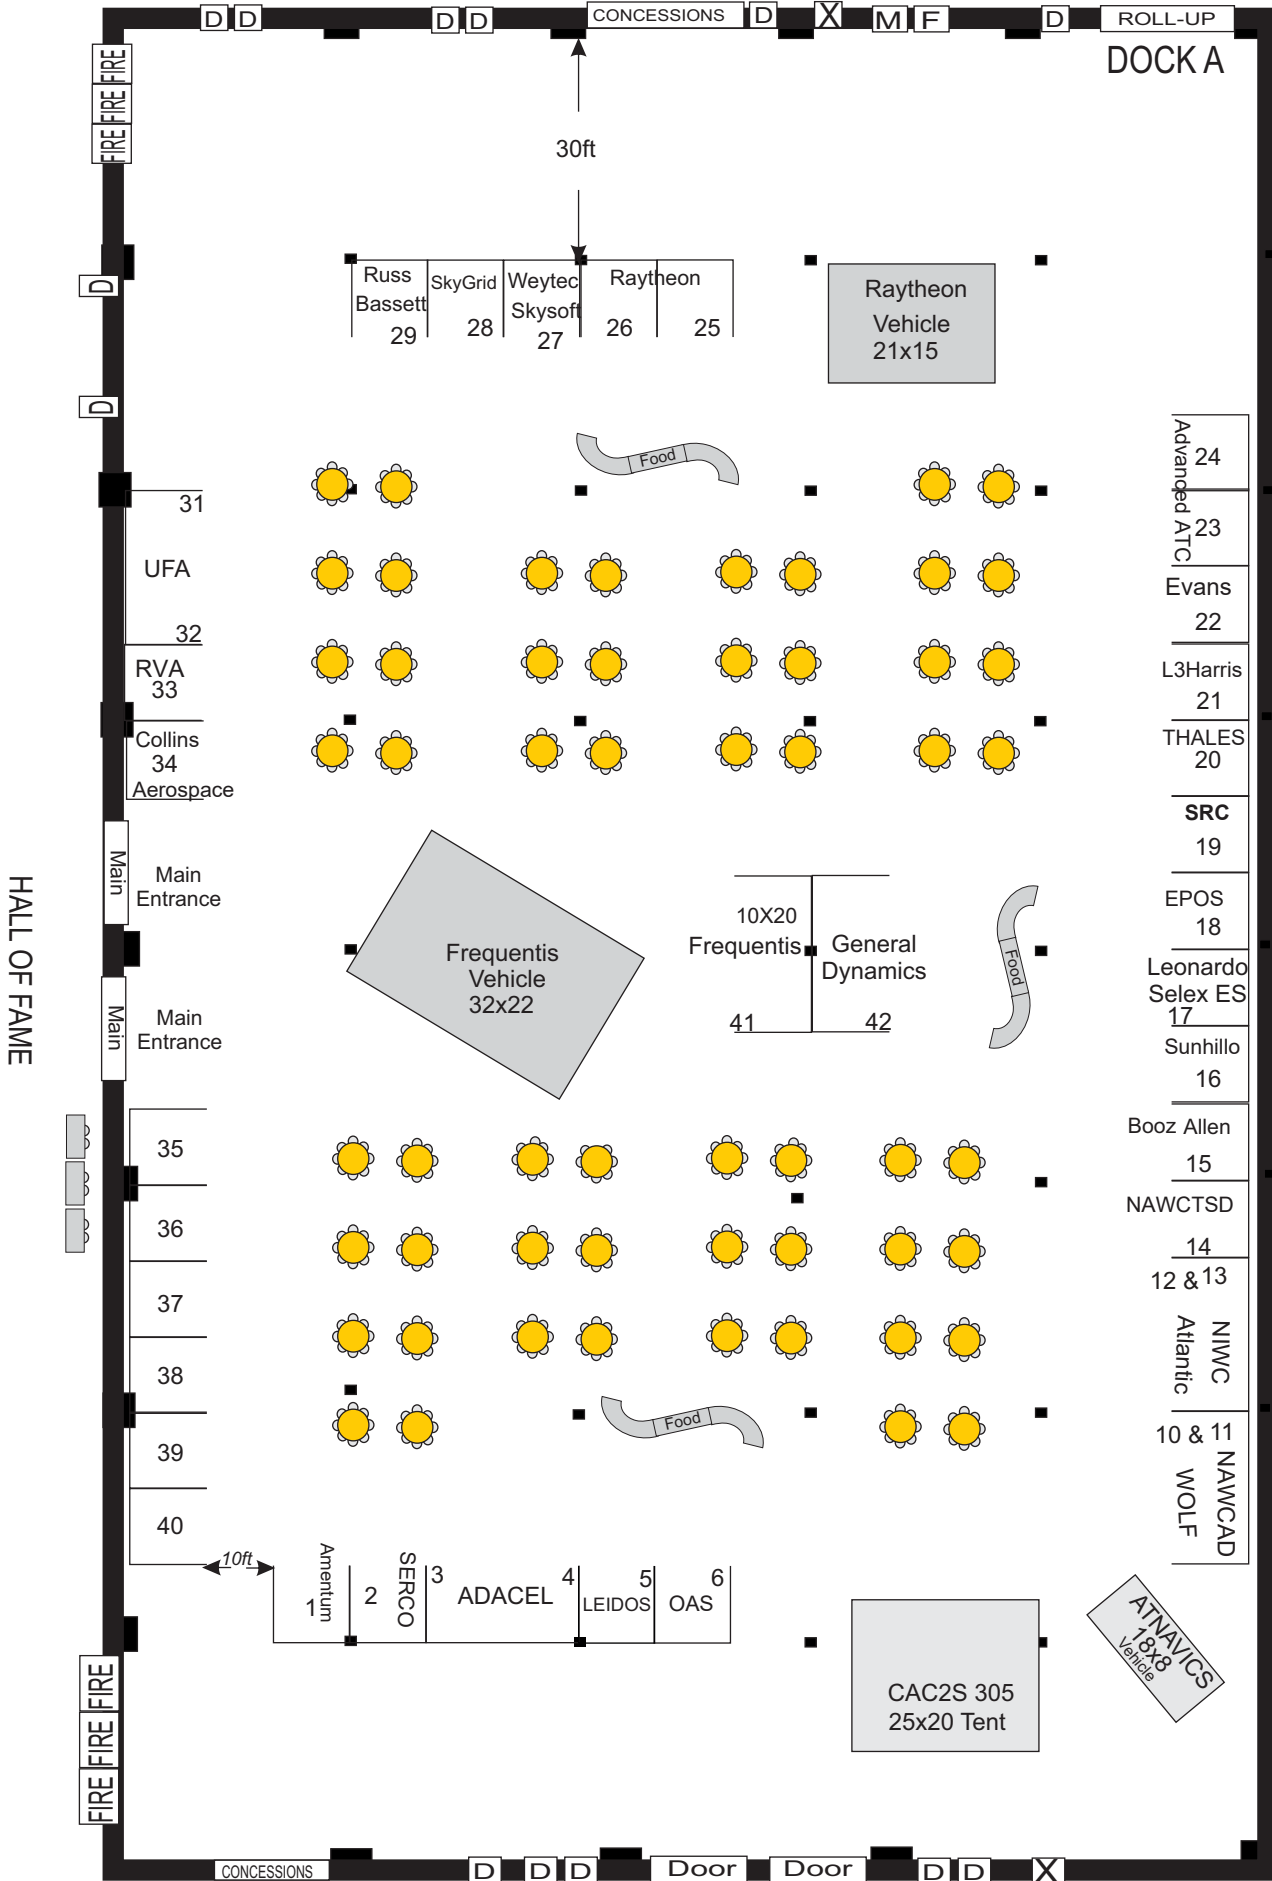 D D
D D
CONCESSIONS
D
X
M F
D
ROLL-UP
DOCK A
FIRE
FIRE
FIRE
30ft
D
D
Russ
Bassett
29
SkyGrid
28
Weytec
Skysoft
27
Raytheon
26
25
Raytheon
Vehicle
21x15
Food
31
UFA
32
RVA
33
Collins
34
Aerospace
Advanced ATC
24
23
Evans
22
L3Harris
21
THALES
20
SRC
19
EPOS
18
Leonardo
Selex ES
17
Sunhillo
16
Booz Allen
15
NAWCTSD
14
12 & 13
NIWC
Atlantic
10 & 11
NAWCAD
WOLF
HALL OF FAME
Main
Main
Entrance
Main
Main
Entrance
Frequentis
Vehicle
32x22
10X20
Frequentis
41
General
Dynamics
42
Food
35
36
37
38
39
40
Food
10ft
Amentum
1
2
SERCO
3
ADACEL
4
5
LEIDOS
6
OAS
CAC2S 305
25x20 Tent
ATNAVICS
18x8
Vehicle
FIRE
FIRE
FIRE
CONCESSIONS
D
D D
Door
Door
D D
X